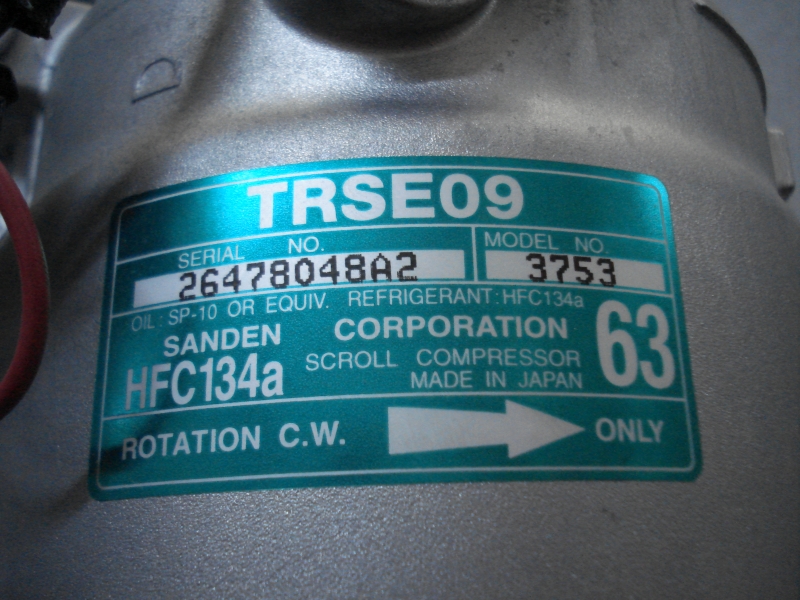 D
TRSE09
SERIAL NO.
26478048A2
MODEL NO.
3753
OIL: SP-10 OR EQUIV. REFRIGERANT: HFC134a
SANDEN CORPORATION
HFC134a
SCROLL COMPRESSOR
MADE IN JAPAN
63
ROTATION C.W.
ONLY